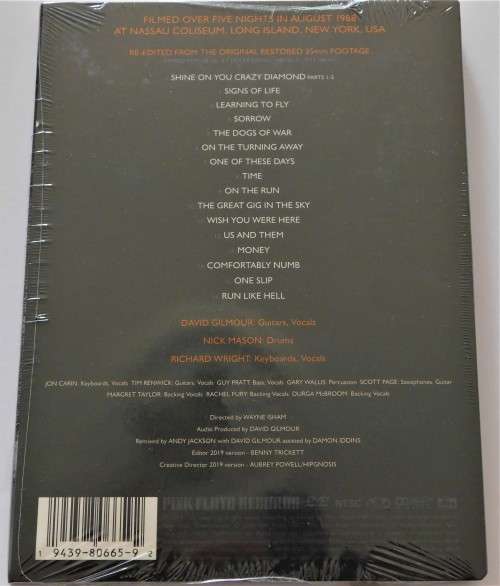 FILMED OVER FIVE NIGHTS IN AUGUST 1988
AT NASSAU COLISEUM, LONG ISLAND, NEW YORK, USA
RE-EDITED FROM THE ORIGINAL RESTORED 35mm FOOTAGE
SHINE ON YOU CRAZY DIAMOND PARTS 1-5
SIGNS OF LIFE
LEARNING TO FLY
SORROW
THE DOGS OF WAR
ON THE TURNING AWAY
ONE OF THESE DAYS
TIME
ON THE RUN
THE GREAT GIG IN THE SKY
WISH YOU WERE HERE
US AND THEM
MONEY
COMFORTABLY NUMB
ONE SLIP
RUN LIKE HELL
DAVID GILMOUR: Guitars, Vocals
NICK MASON: Drums
RICHARD WRIGHT: Keyboards, Vocals
JON CARIN: Keyboards, Vocals TIM RENWICK: Guitars, Vocals GUY PRATT: Bass, Vocals GARY WALLIS: Percussion SCOTT PAGE: Saxophones, Guitar
MARGRET TAYLOR: Backing Vocals RACHEL FURY: Backing Vocals DURGA McBROOM: Backing Vocals
Directed by WAYNE ISHAM
Audio Produced by DAVID GILMOUR
Remixed by ANDY JACKSON with DAVID GILMOUR assisted by DAMON IDDINS
Editor 2019 version - BENNY TRICKETT
Creative Director 2019 version - AUBREY POWELL/HIPGNOSIS
PINK FLOYD RECORDS
1 9439-80665-9 2